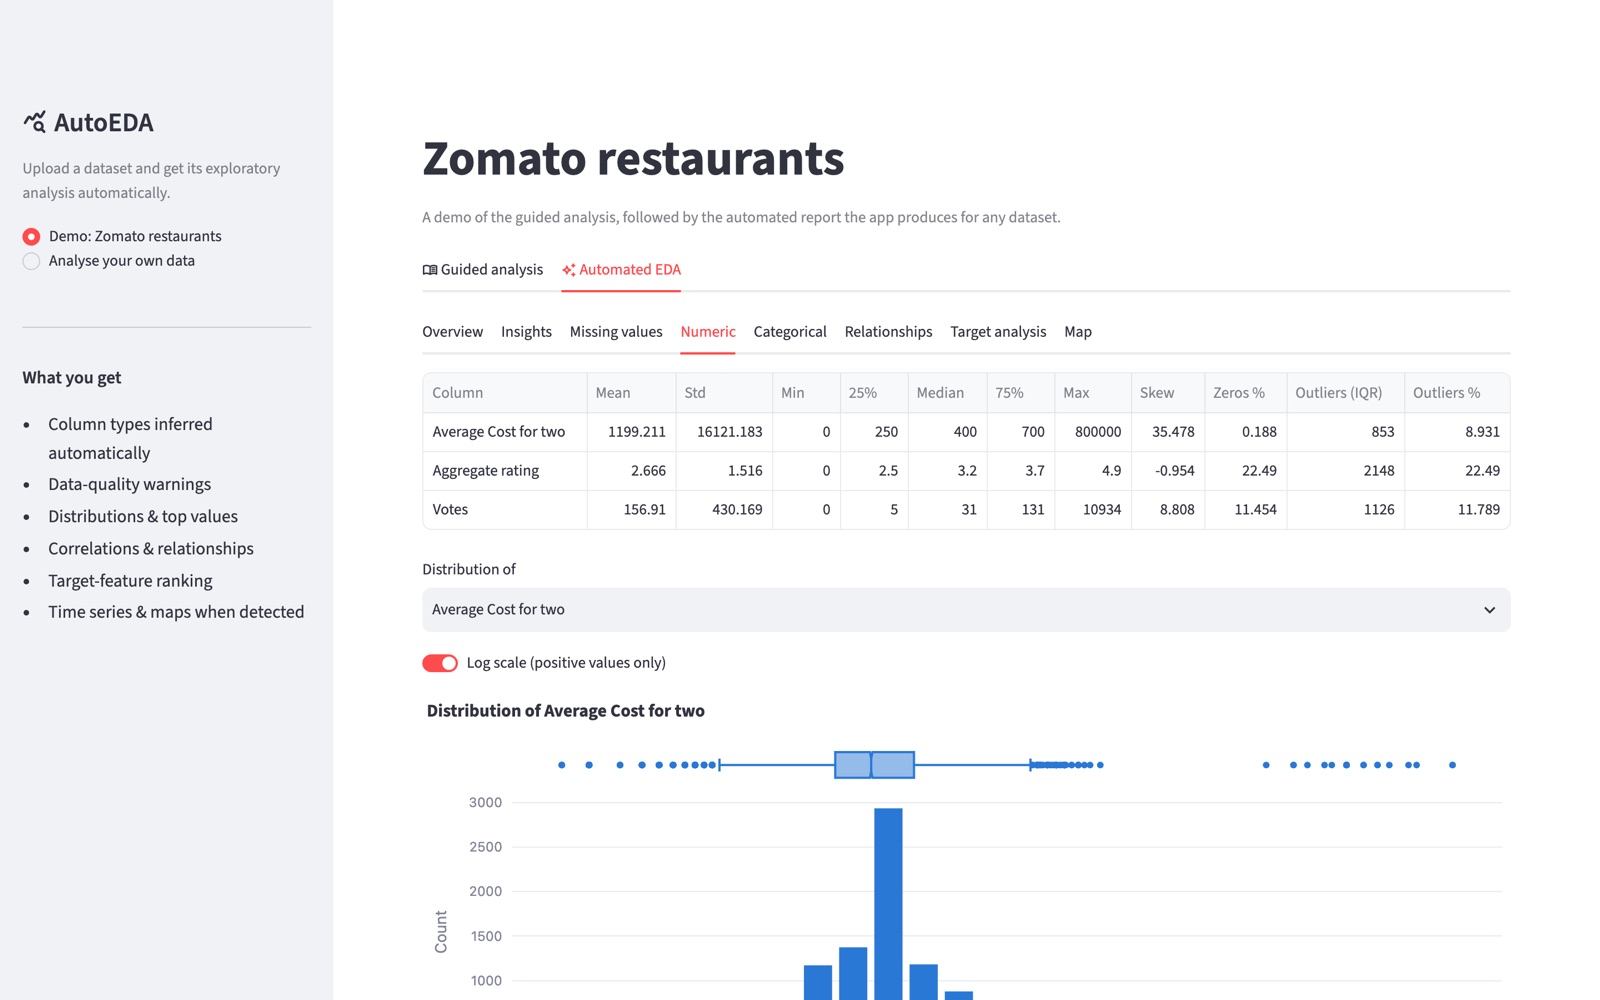 AutoEDA
Upload a dataset and get its exploratory
analysis automatically.
Demo: Zomato restaurants
Analyse your own data
What you get
Column types inferred
automatically
Data-quality warnings
Distributions & top values
Correlations & relationships
Target-feature ranking
Time series & maps when detected
Zomato restaurants
A demo of the guided analysis, followed by the automated report the app produces for any dataset.
Guided analysis Automated EDA
Overview Insights Missing values Numeric Categorical Relationships Target analysis Map
Column Mean Std Min 25% Median 75% Max Skew Zeros % Outliers (IQR) Outliers %
Average Cost for two 1199.211 16121.183 0 250 400 700 800000 35.478 0.188 853 8.931
Aggregate rating 2.666 1.516 0 2.5 3.2 3.7 4.9 -0.954 22.49 2148 22.49
Votes 156.91 430.169 0 5 31 131 10934 8.808 11.454 1126 11.789
Distribution of
Average Cost for two
Log scale (positive values only)
Distribution of Average Cost for two
3000
2500
2000
1500
1000
Count